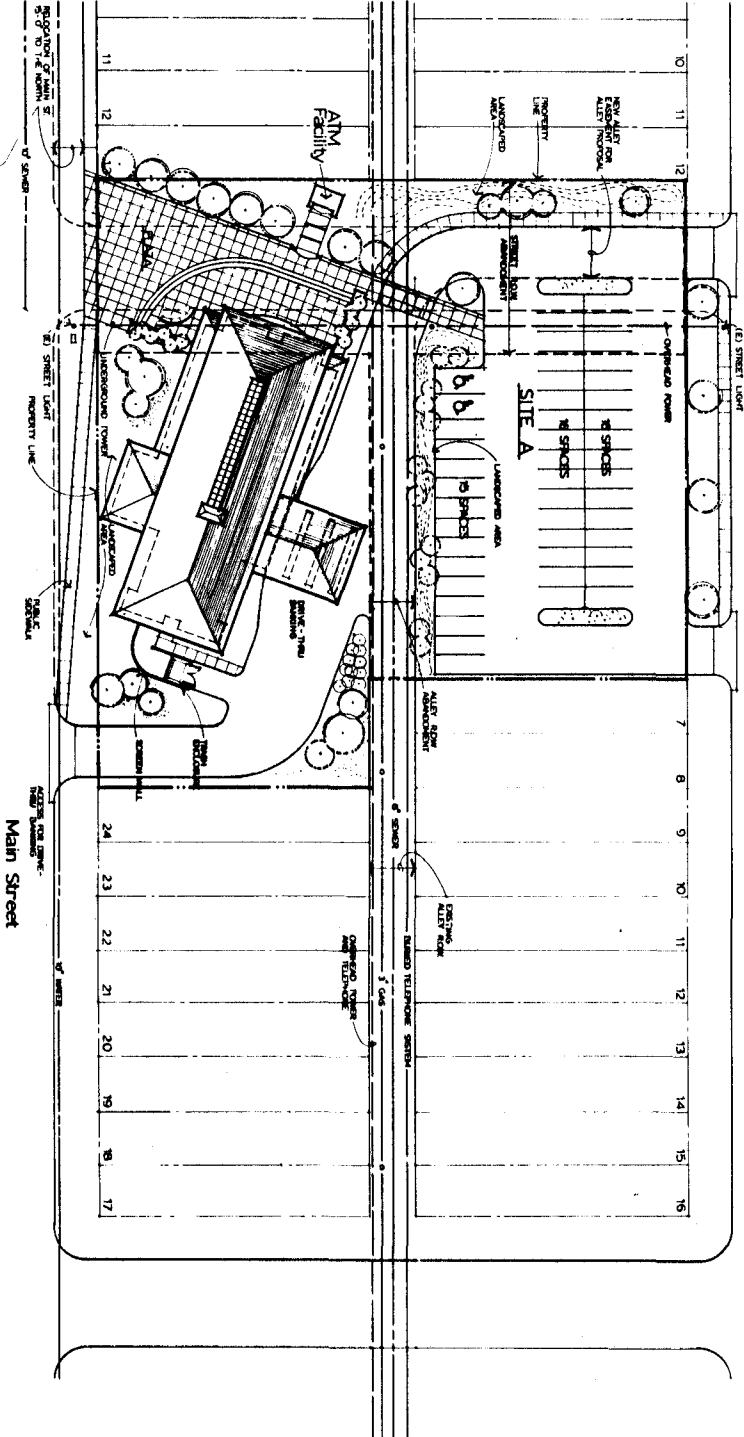 RELOCATION OF MAIN ST.
15'-0" TO THE NORTH
10" SEWER
11
12
13
10
11
12
NEW ALLEY
EASEMENT FOR
ALLEY PROPOSAL
PROPERTY
LINE
LANDSCAPED
AREA
ATM
Facility
PLAZA
STREET ROW
ABANDONMENT
(E) STREET LIGHT
OVERHEAD POWER
SITE A
16 SPACES
16 SPACES
15 SPACES
LANDSCAPED AREA
(E) STREET LIGHT
PROPERTY LINE
UNDERGROUND POWER
LANDSCAPED
AREA
PUBLIC
SIDEWALK
DRIVE-THRU
BANKING
TRASH
ENCLOSURE
SCREEN WALL
ALLEY ROW
ABANDONMENT
ACCESS FOR DRIVE-
THRU BANKING
Main Street
7
8
9
10
11
12
13
14
15
16
24
23
22
21
20
19
18
17
8" SEWER
EXISTING
ALLEY ROW
BURIED TELEPHONE SYSTEM
3" GAS
OVERHEAD POWER
AND TELEPHONE
10" WATER